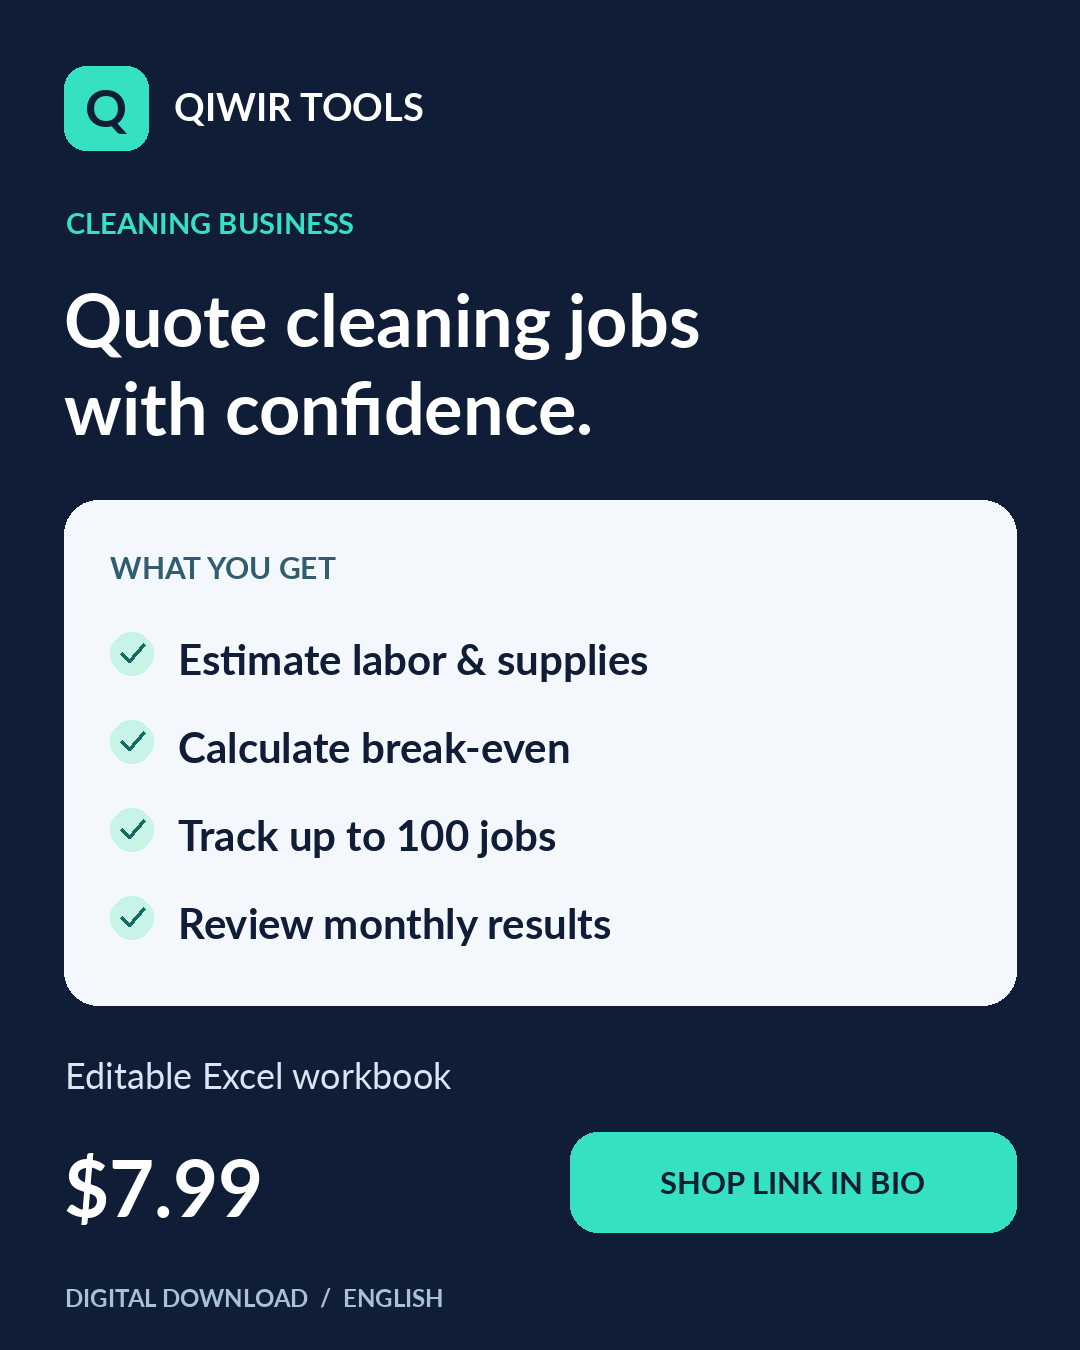 Q
QIWIR TOOLS
CLEANING BUSINESS
Quote cleaning jobs
with confidence.
WHAT YOU GET
Estimate labor & supplies
Calculate break-even
Track up to 100 jobs
Review monthly results
Editable Excel workbook
$7.99
SHOP LINK IN BIO
DIGITAL DOWNLOAD / ENGLISH